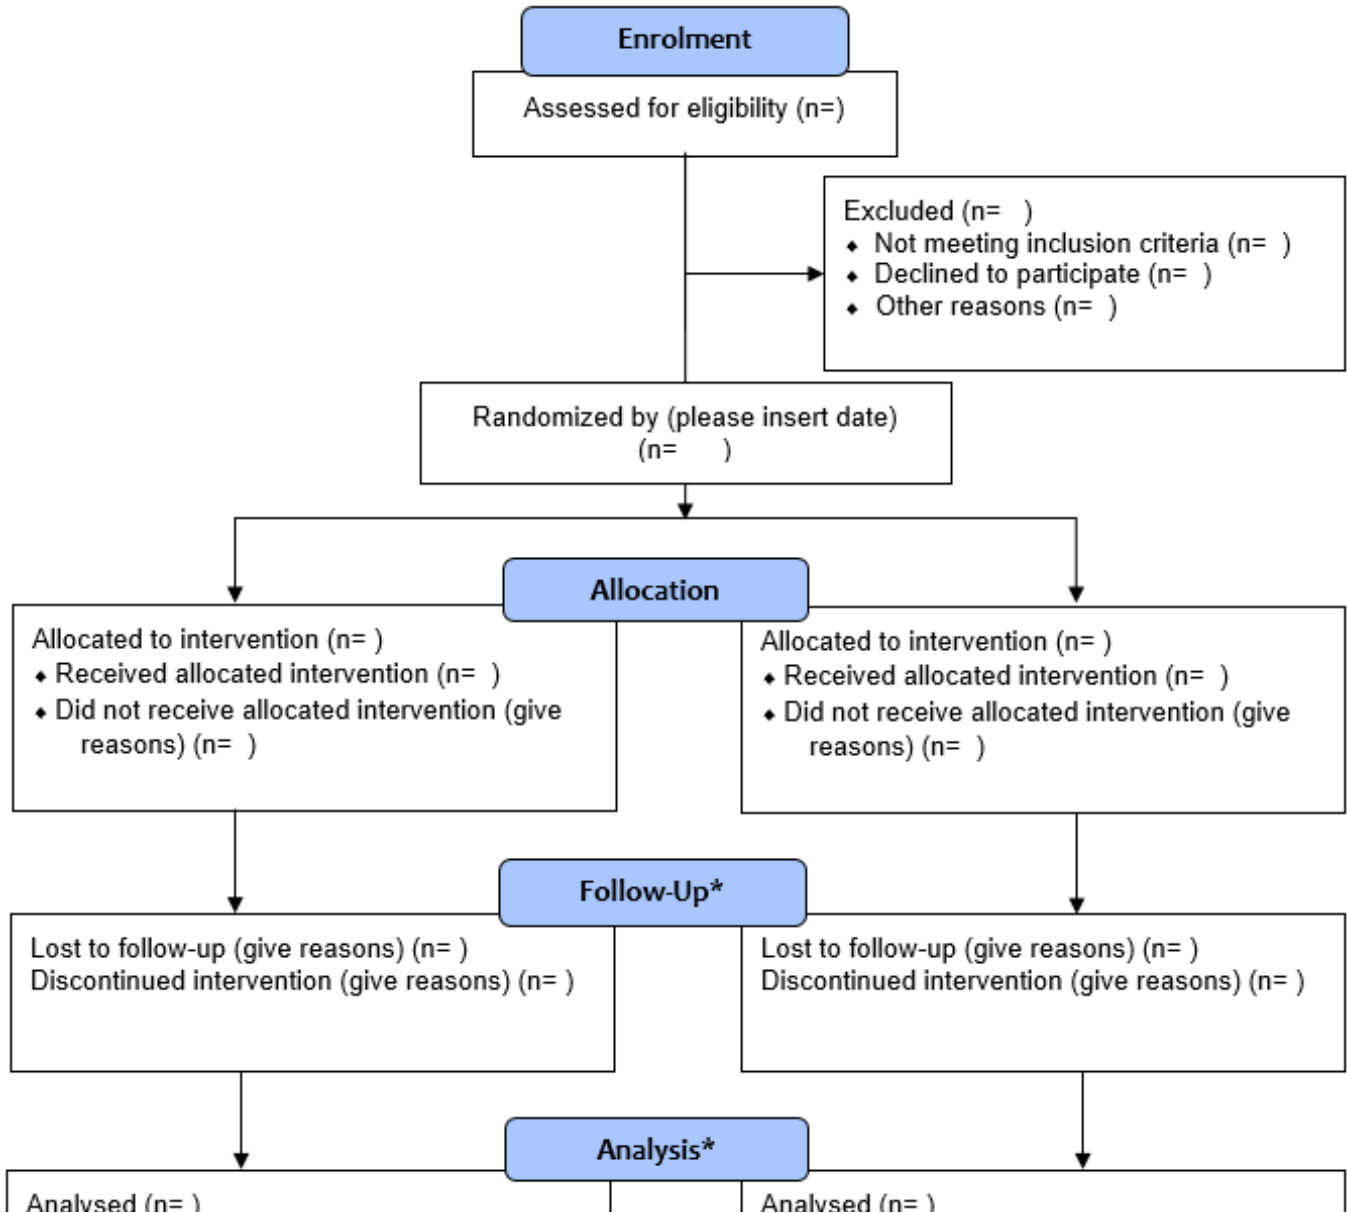 Enrolment
Assessed for eligibility (n=)
Excluded (n=   )
⬥ Not meeting inclusion criteria (n=  )
⬥ Declined to participate (n=  )
⬥ Other reasons (n=  )
Randomized by (please insert date)
(n=      )
Allocation
Allocated to intervention (n= )
⬥ Received allocated intervention (n=  )
⬥ Did not receive allocated intervention (give
reasons) (n=  )
Allocated to intervention (n= )
⬥ Received allocated intervention (n=  )
⬥ Did not receive allocated intervention (give
reasons) (n=  )
Follow-Up*
Lost to follow-up (give reasons) (n= )
Discontinued intervention (give reasons) (n= )
Lost to follow-up (give reasons) (n= )
Discontinued intervention (give reasons) (n= )
Analysis*
Analysed (n= )
Analysed (n= )